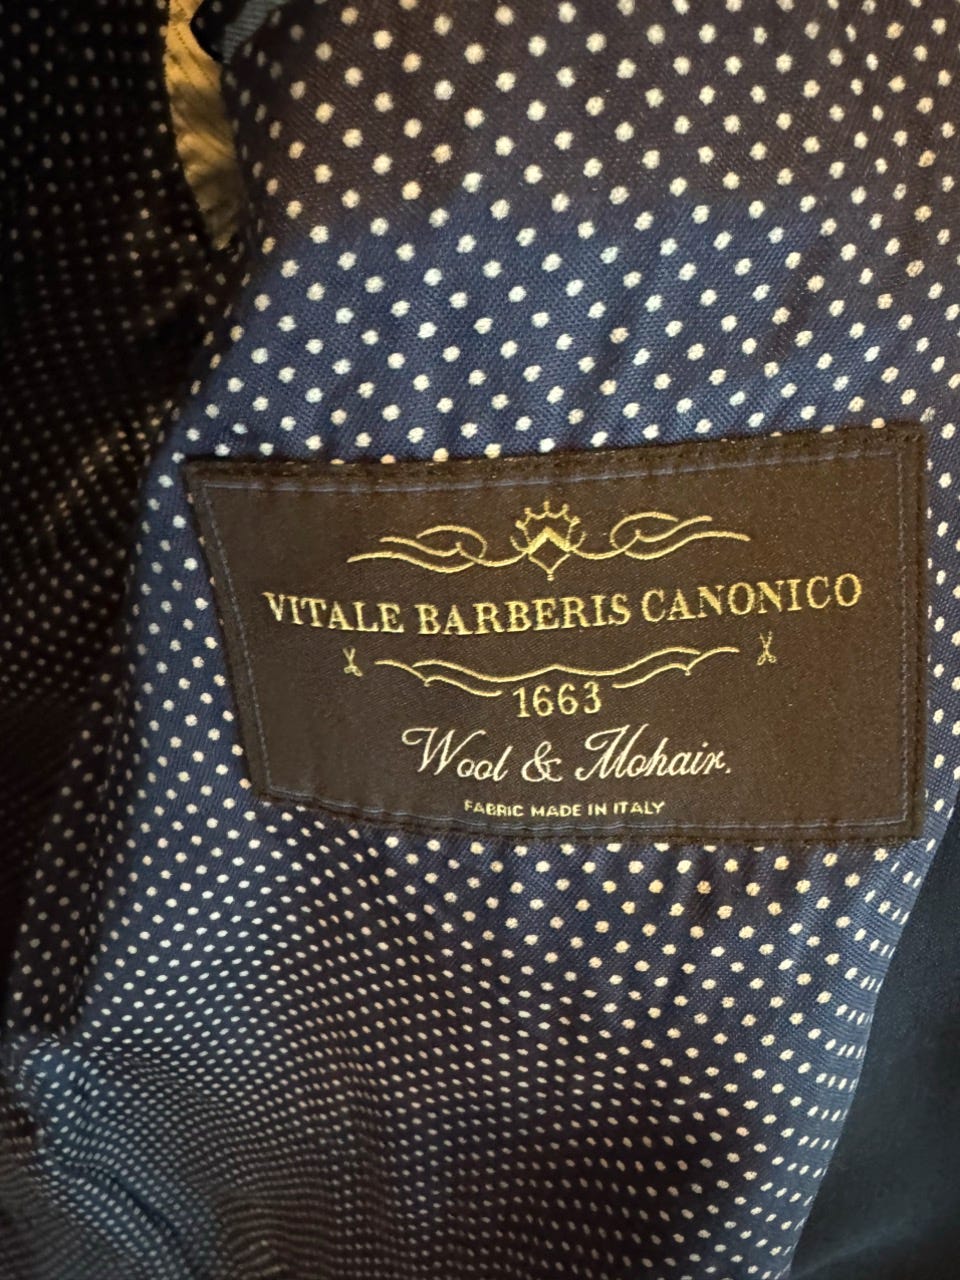 VITALE BARBERIS CANONICO
1663
Wool & Mohair.
FABRIC MADE IN ITALY